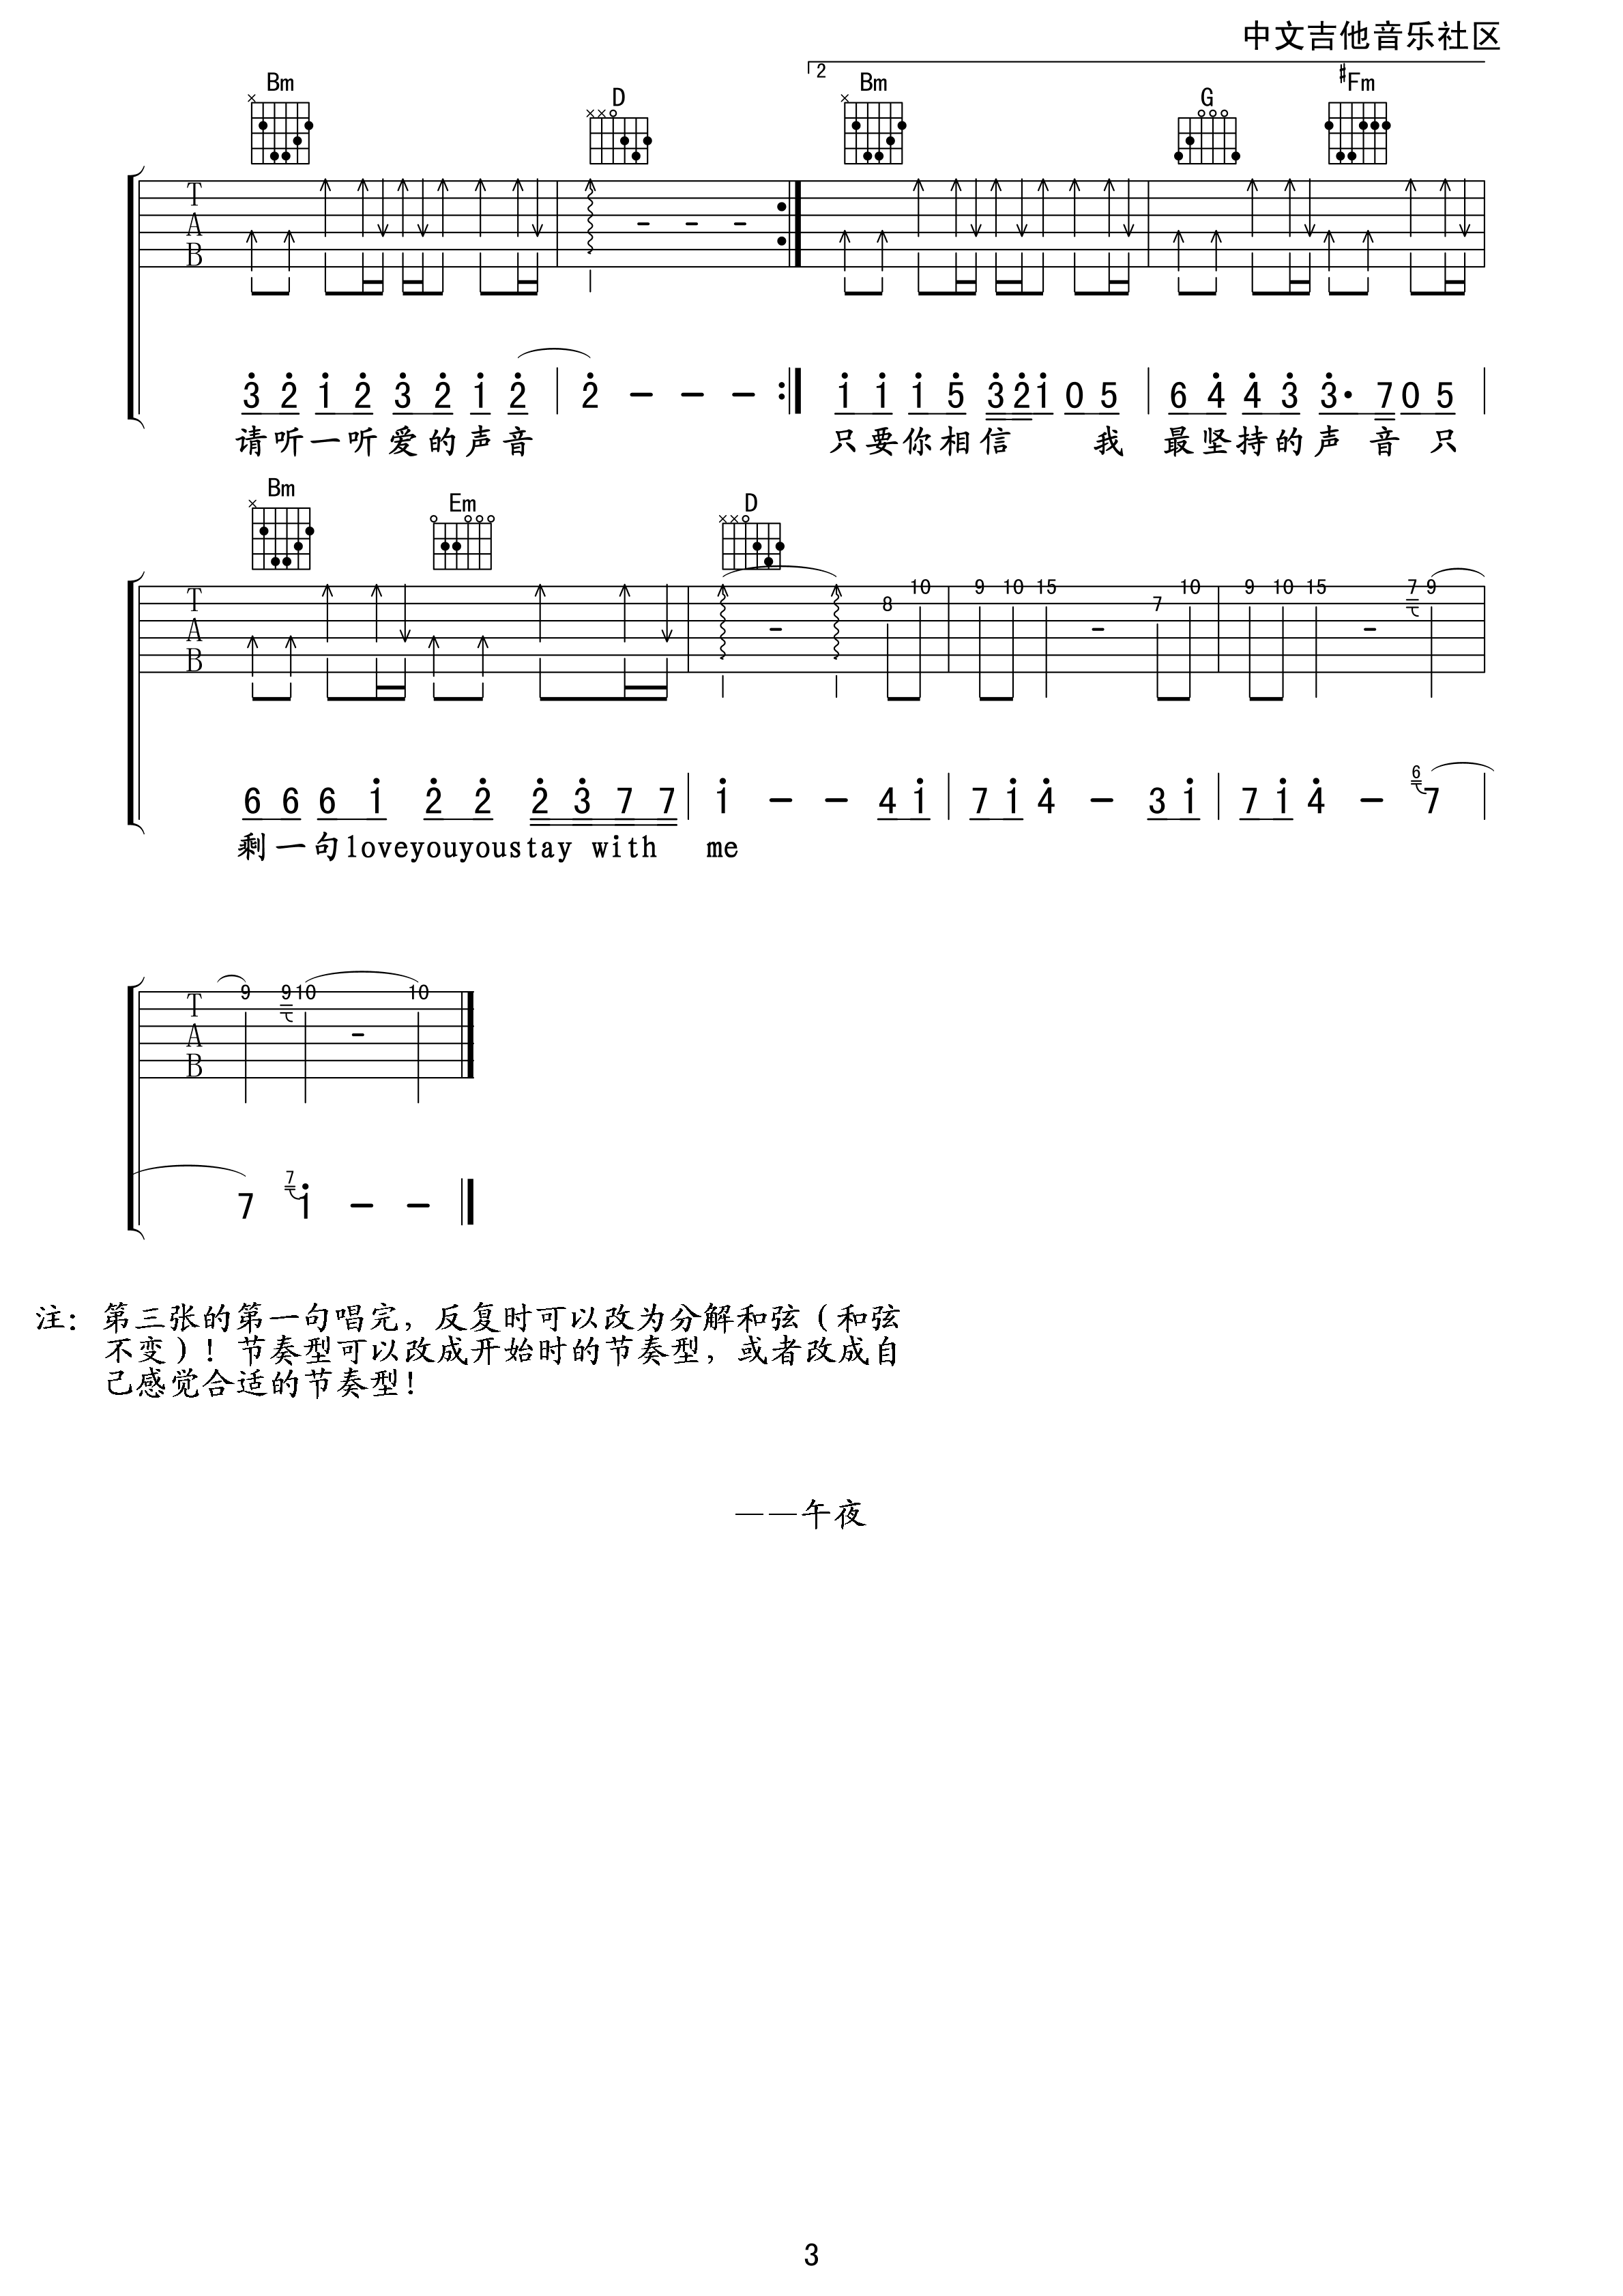 中文吉他音乐社区
2
Bm D Bm G #Fm
T
A
B
3 2 1 2 3 2 1 2 2 - - - 1 1 1 5 3 2 1 0 5 6 4 4 3 3· 7 0 5
请听一听爱的声音 只要你相信 我 最坚持的声 音 只
Bm Em D
T 8 10 9 10 15 7 10 9 10 15 7 9
A
B
6 6 6 1 2 2 2 3 7 7 1 - - 4 1 7 1 4 - 3 1 7 1 4 - 6 7
剩一句loveyouyoustay with me
T 9 9 10 10
A
B
7 7 1 - -
注：第三张的第一句唱完，反复时可以改为分解和弦（和弦
不变）！节奏型可以改成开始时的节奏型，或者改成自
己感觉合适的节奏型！
——午夜
3